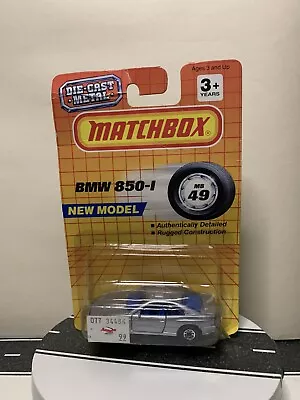 DIE-CAST
METAL
Ages 3 and Up
3+
YEARS
MATCHBOX
BMW 850-I
MB
49
NEW MODEL
• Authentically Detailed
• Rugged Construction
99